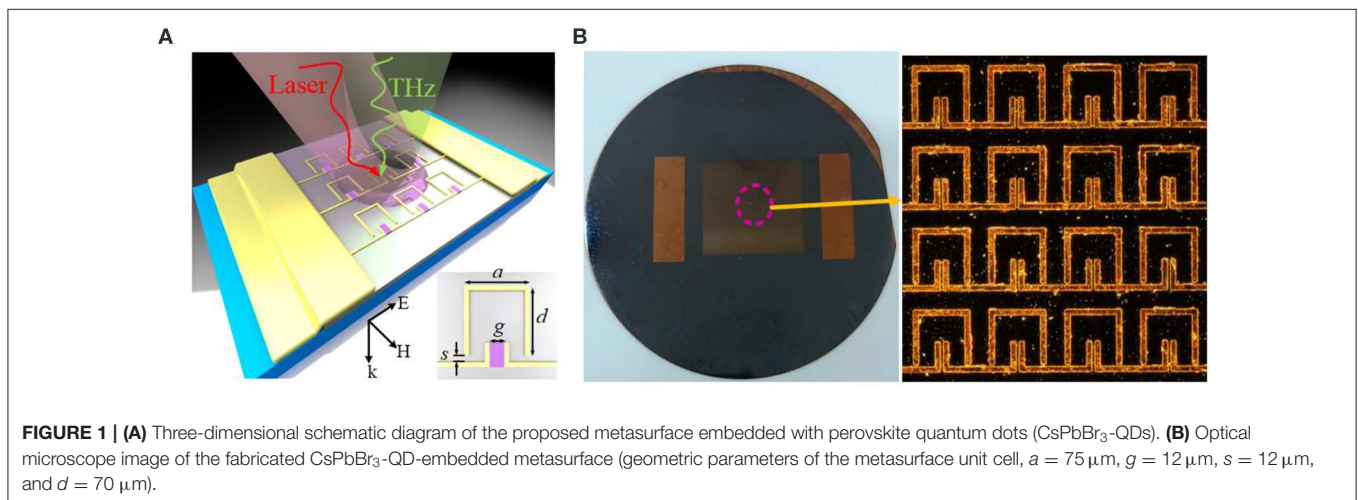 A
B
Laser
THz
E
H
k
a
d
g
s
FIGURE 1 | (A) Three-dimensional schematic diagram of the proposed metasurface embedded with perovskite quantum dots (CsPbBr₃-QDs). (B) Optical
microscope image of the fabricated CsPbBr₃-QD-embedded metasurface (geometric parameters of the metasurface unit cell, a = 75 μm, g = 12 μm, s = 12 μm,
and d = 70 μm).